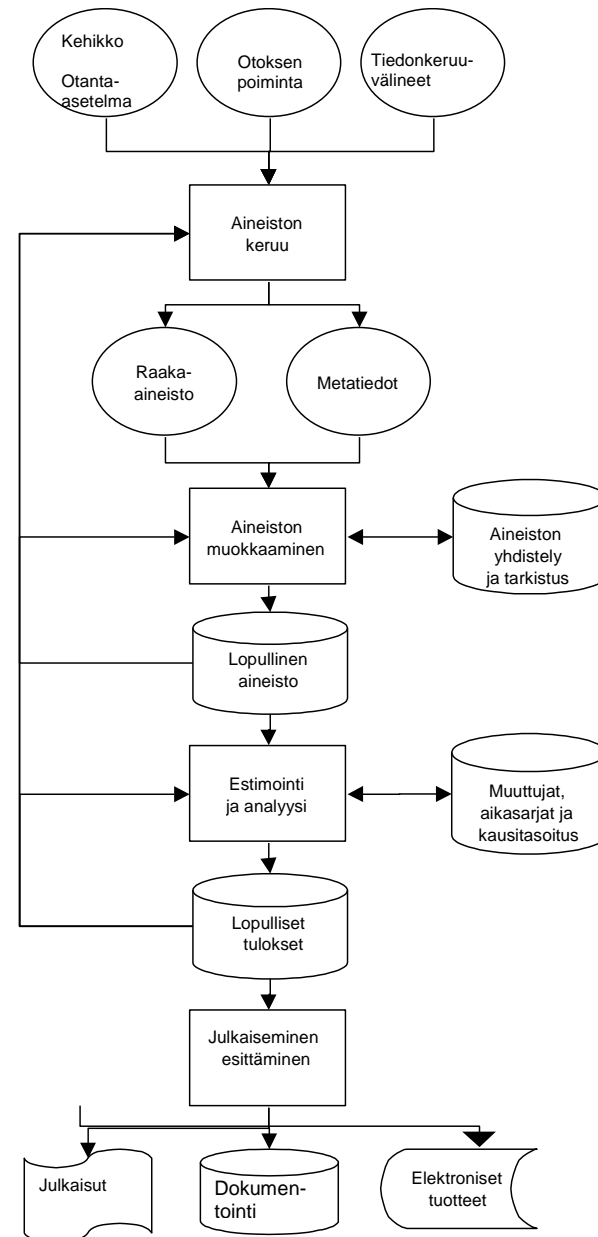 Kehikko
Otanta-
asetelma
Otoksen
poiminta
Tiedonkeruu-
välineet
Aineiston
keruu
Raaka-
aineisto
Metatiedot
Aineiston
muokkaaminen
Aineiston
yhdistely
ja tarkistus
Lopullinen
aineisto
Estimointi
ja analyysi
Muuttujat,
aikasarjat ja
kausitasoitus
Lopulliset
tulokset
Julkaiseminen
esittäminen
Julkaisut
Dokumen-
tointi
Elektroniset
tuotteet